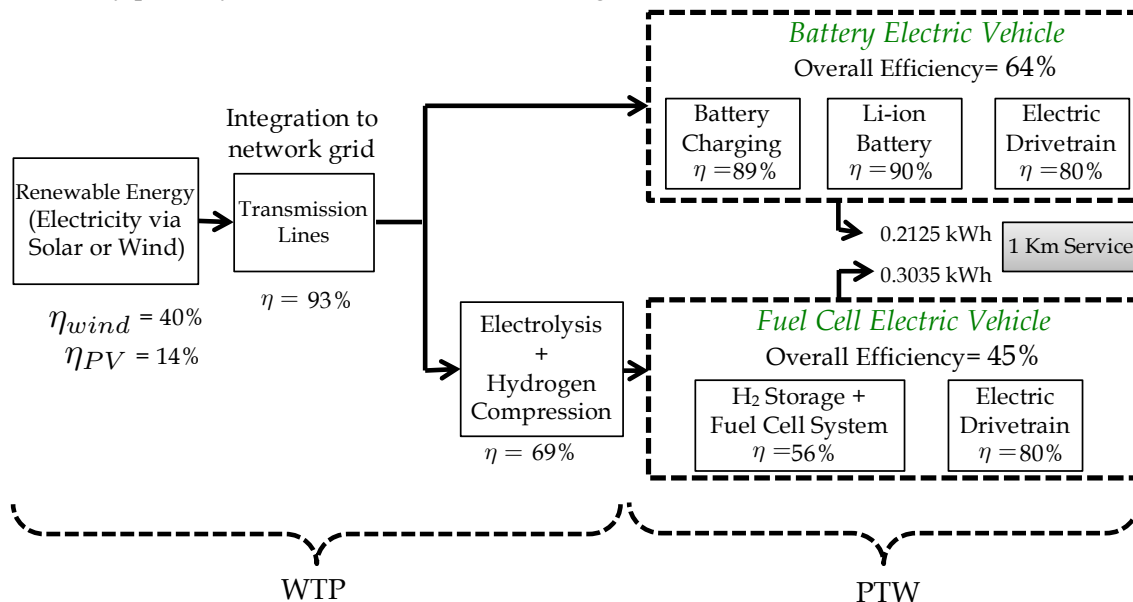 Battery Electric Vehicle
Overall Efficiency= 64%
Battery
Charging
η =89%
Li-ion
Battery
η =90%
Electric
Drivetrain
η =80%
Integration to
network grid
Renewable Energy
(Electricity via
Solar or Wind)
Transmission
Lines
η = 93%
ηwind = 40%
ηPV = 14%
0.2125 kWh
0.3035 kWh
1 Km Service
Electrolysis
+
Hydrogen
Compression
η = 69%
Fuel Cell Electric Vehicle
Overall Efficiency= 45%
H₂ Storage +
Fuel Cell System
η =56%
Electric
Drivetrain
η =80%
WTP
PTW